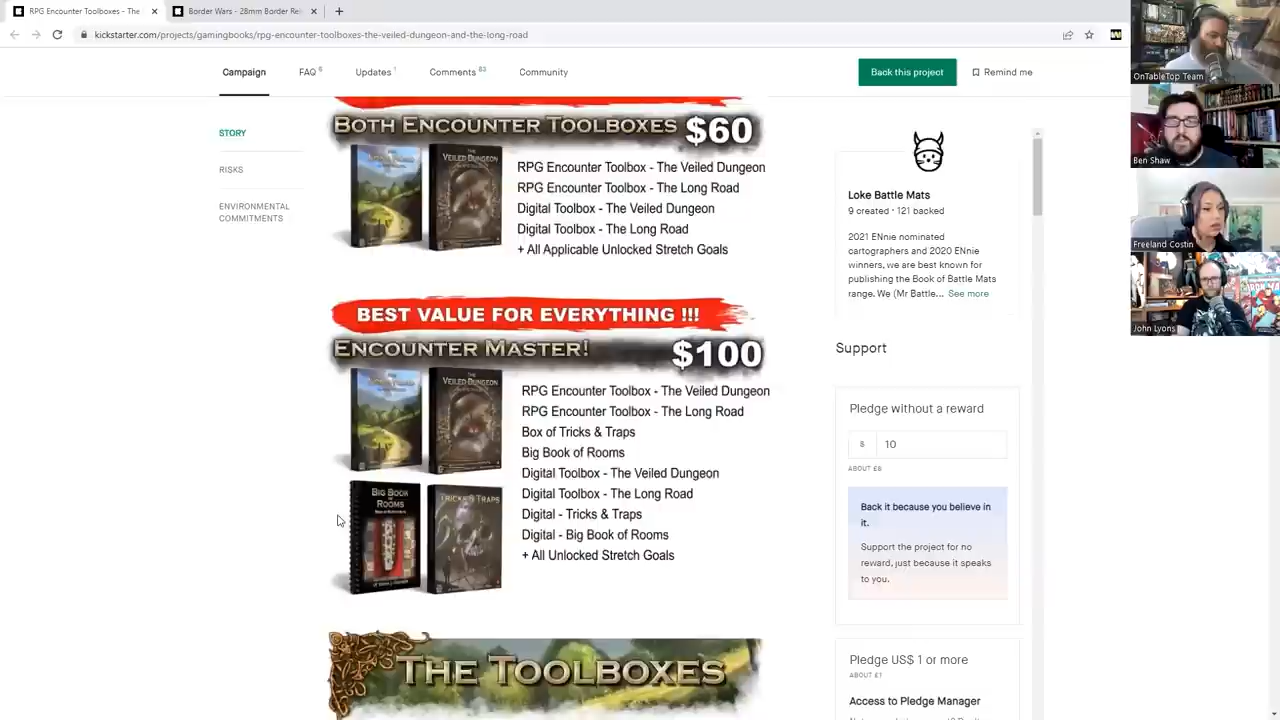 RPG Encounter Toolboxes - The
Border Wars - 28mm Border Rei
kickstarter.com/projects/gamingbooks/rpg-encounter-toolboxes-the-veiled-dungeon-and-the-long-road
Campaign
FAQ 6
Updates 1
Comments 83
Community
Back this project
Remind me
STORY
RISKS
ENVIRONMENTAL
COMMITMENTS
BOTH ENCOUNTER TOOLBOXES $60
THE VEILED DUNGEON
RPG Encounter Toolbox - The Veiled Dungeon
RPG Encounter Toolbox - The Long Road
Digital Toolbox - The Veiled Dungeon
Digital Toolbox - The Long Road
+ All Applicable Unlocked Stretch Goals
BEST VALUE FOR EVERYTHING !!!
ENCOUNTER MASTER! $100
THE VEILED DUNGEON
BIG BOOK OF ROOMS
TRICKS & TRAPS
RPG Encounter Toolbox - The Veiled Dungeon
RPG Encounter Toolbox - The Long Road
Box of Tricks & Traps
Big Book of Rooms
Digital Toolbox - The Veiled Dungeon
Digital Toolbox - The Long Road
Digital - Tricks & Traps
Digital - Big Book of Rooms
+ All Unlocked Stretch Goals
THE TOOLBOXES
Loke Battle Mats
9 created · 121 backed
2021 ENnie nominated
cartographers and 2020 ENnie
winners, we are best known for
publishing the Book of Battle Mats
range. We (Mr Battle... See more
Support
Pledge without a reward
$ 10
ABOUT £8
Back it because you believe in
it.
Support the project for no
reward, just because it speaks
to you.
Pledge US$ 1 or more
ABOUT £1
Access to Pledge Manager
OnTableTop Team
Ben Shaw
Freeland Costin
John Lyons